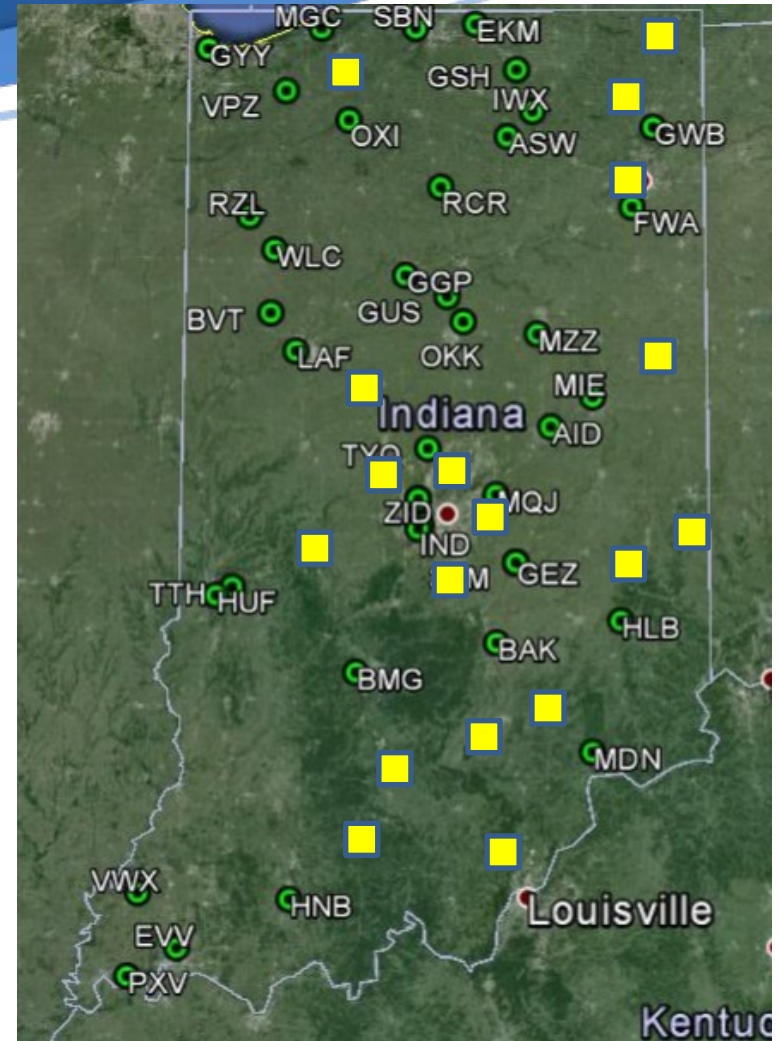 MGC
SBN
EKM
GYY
GSH
VPZ
IWX
OXI
ASW
GWB
RZL
RCR
FWA
WLC
GGP
GUS
BVT
OKK
MZZ
LAF
MIE
Indiana
AID
MQJ
ZID
IND
GEZ
TTH
HUF
HLB
BAK
BMG
MDN
VWX
HNB
Louisville
EVV
PXV
Kentuc